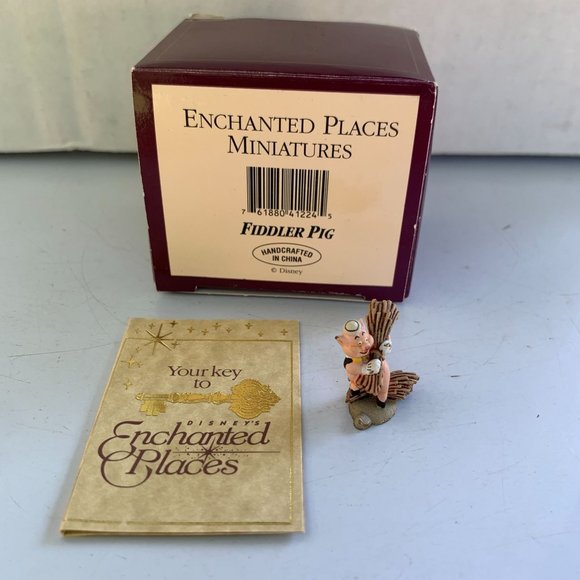 ENCHANTED PLACES
MINIATURES
7 61880 41224 5
FIDDLER PIG
HANDCRAFTED
IN CHINA
© Disney
Your key
to
DISNEY'S
Enchanted
Places